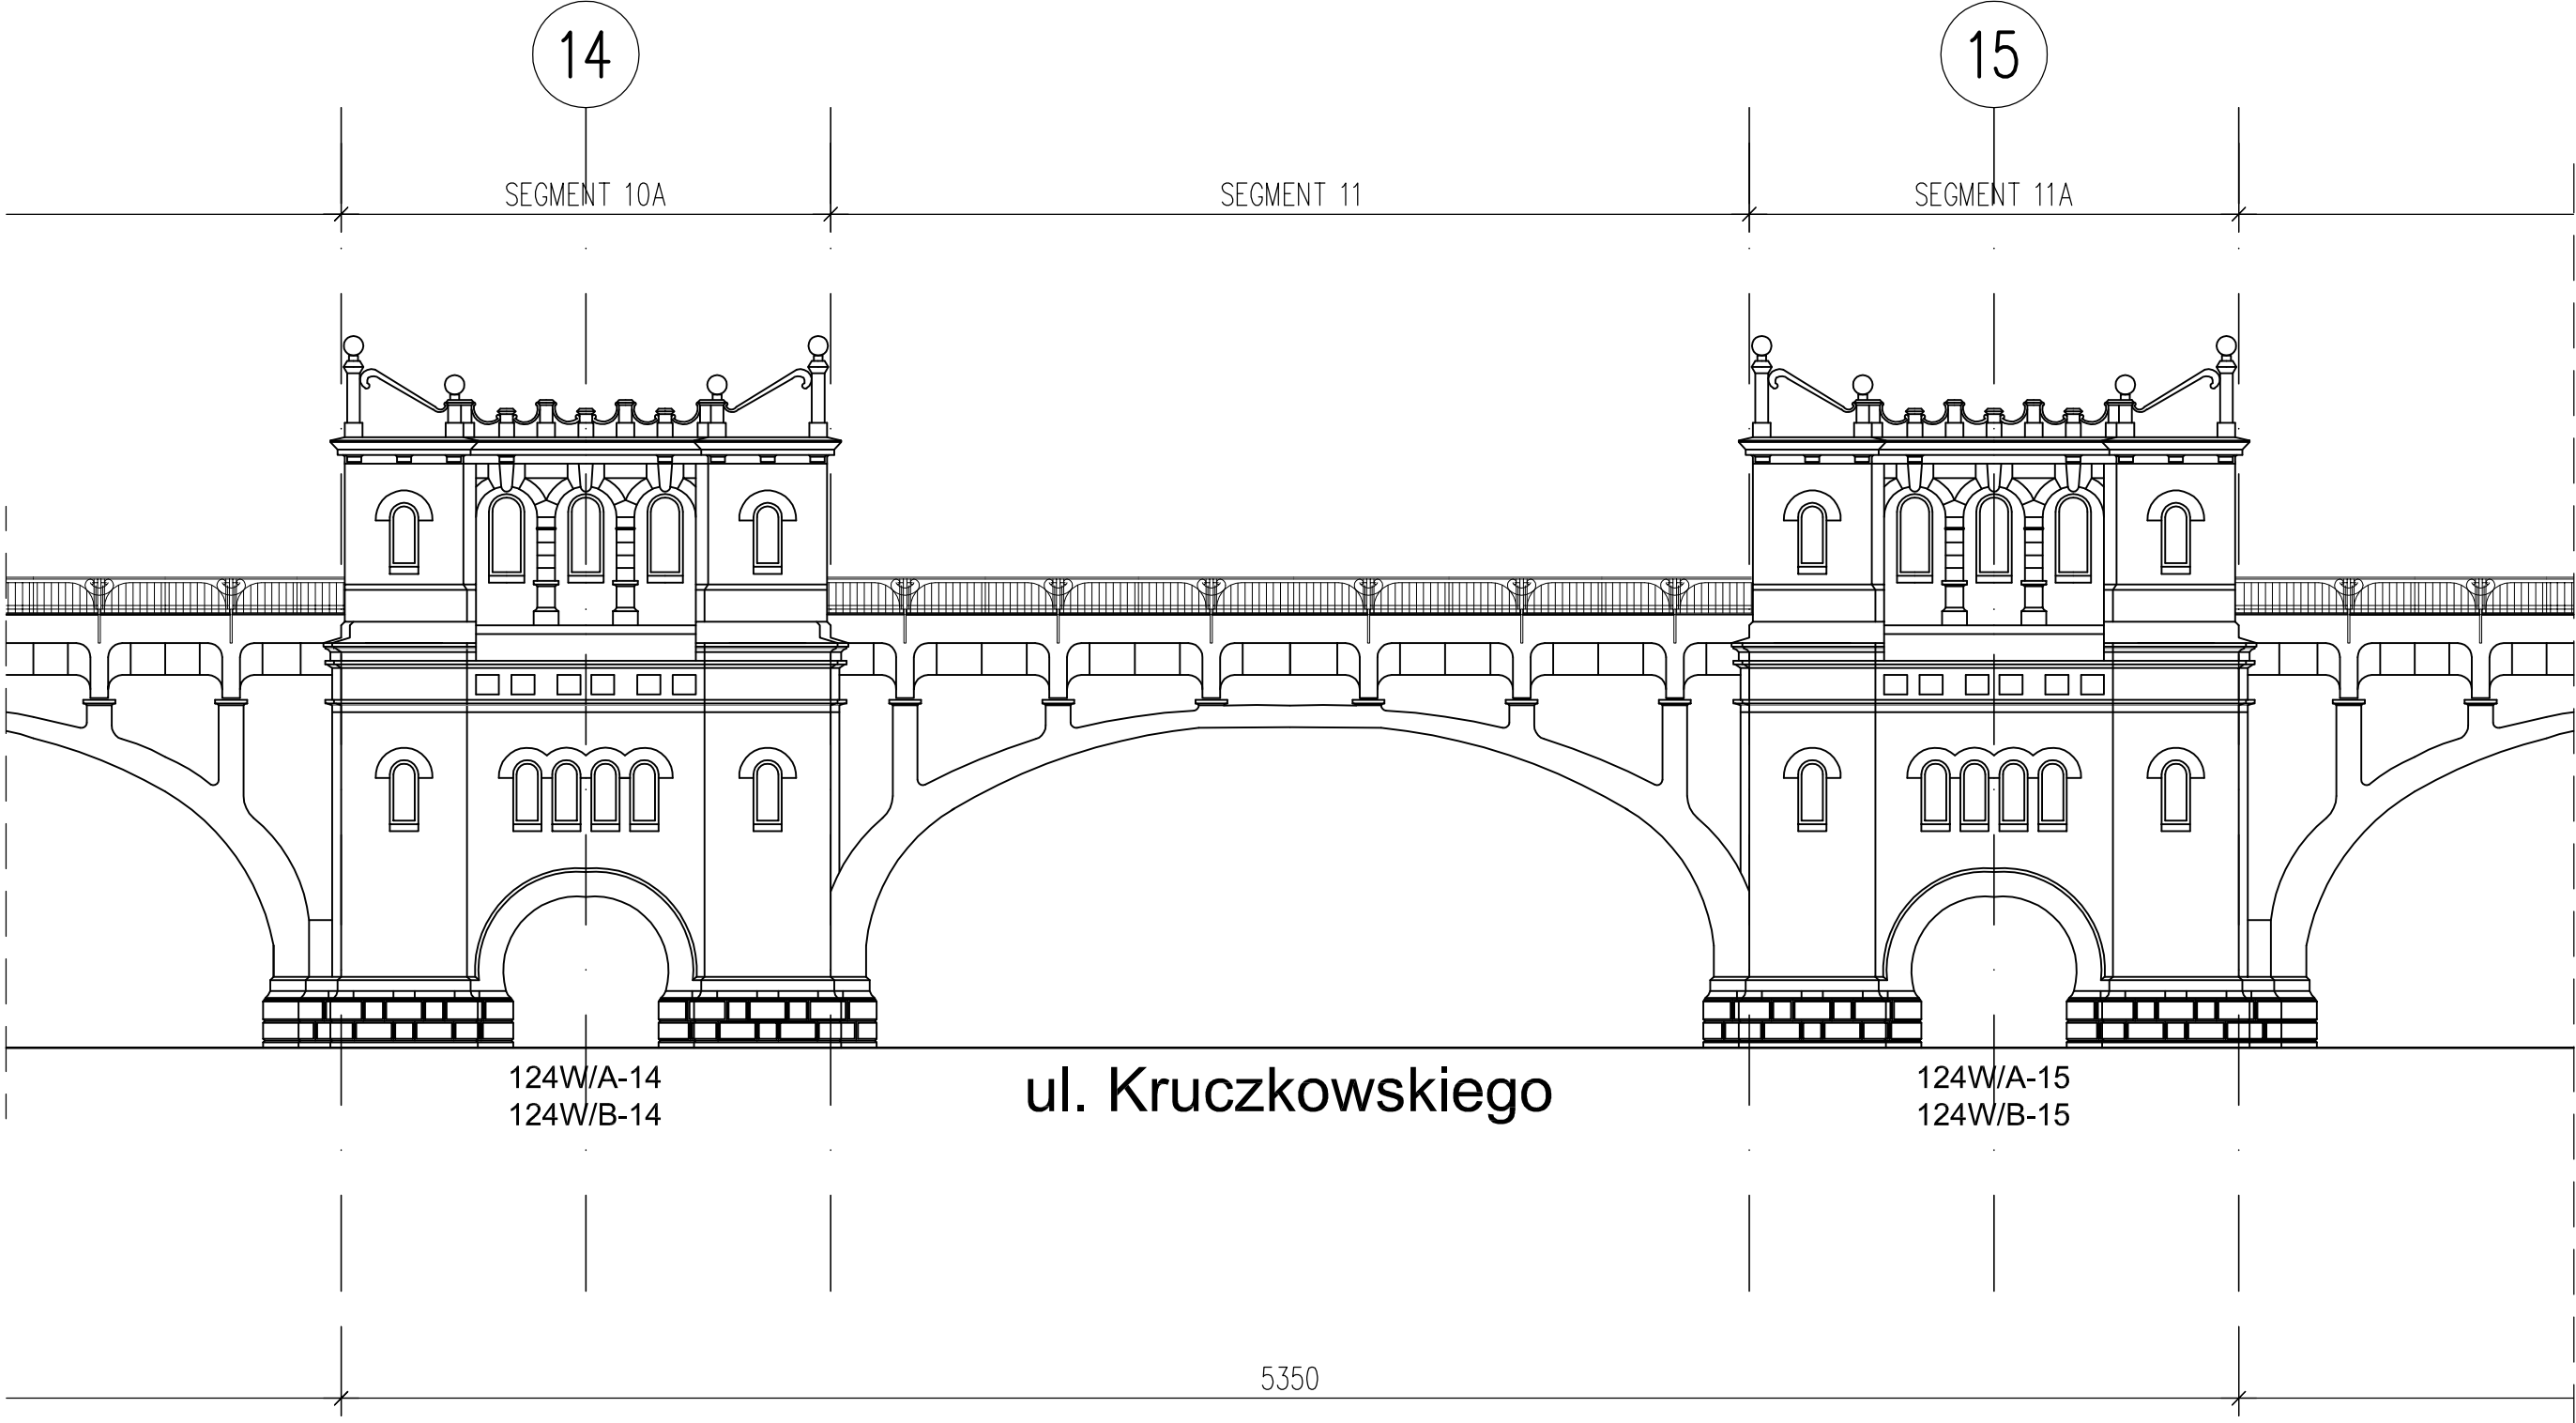 14
15
SEGMENT 10A
SEGMENT 11
SEGMENT 11A
124W/A-14
124W/B-14
ul. Kruczkowskiego
124W/A-15
124W/B-15
5350